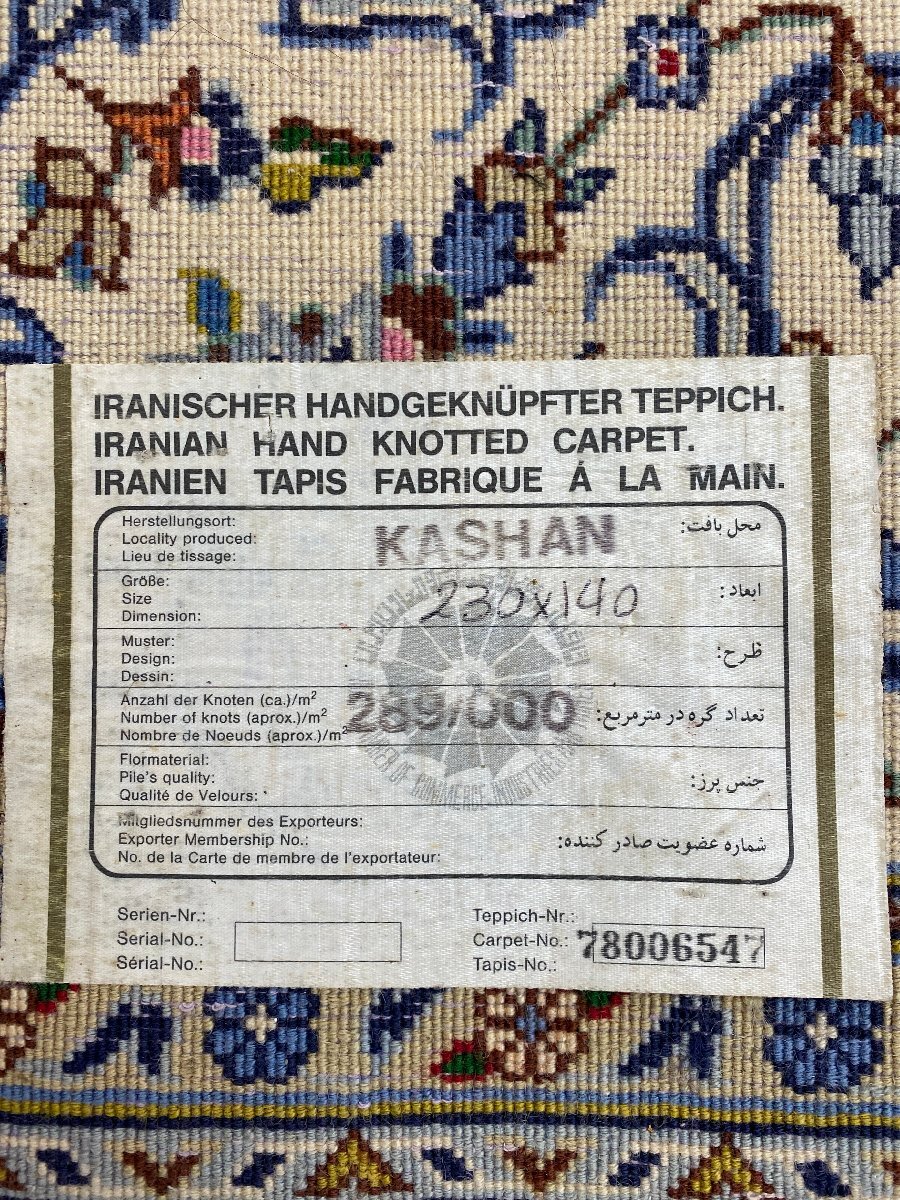 IRANISCHER HANDGEKNÜPFTER TEPPICH.
IRANIAN HAND KNOTTED CARPET.
IRANIEN TAPIS FABRIQUE Á LA MAIN.
Herstellungsort:
Locality produced:
Lieu de tissage:
KASHAN
محل بافت:
Größe:
Size
Dimension:
230x140
ابعاد:
Muster:
Design:
Dessin:
طرح:
Anzahl der Knoten (ca.)/m²
Number of knots (aprox.)/m²
Nombre de Noeuds (aprox.)/m²
289/000
تعداد گره در مترمربع:
Flormaterial:
Pile's quality:
Qualité de Velours:
جنس پرز:
Mitgliedsnummer des Exporteurs:
Exporter Membership No.:
No. de la Carte de membre de l'exportateur:
شماره عضویت صادر کننده:
Serien-Nr.:
Serial-No.:
Sérial-No.:
Teppich-Nr.:
Carpet-No.:
Tapis-No.:
78006547
OF COMMERCE INDUSTRIES